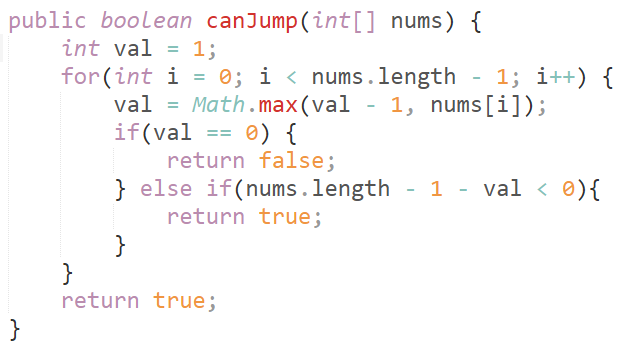 public boolean canJump(int[] nums) {
    int val = 1;
    for(int i = 0; i < nums.length - 1; i++) {
        val = Math.max(val - 1, nums[i]);
        if(val == 0) {
            return false;
        } else if(nums.length - 1 - val < 0){
            return true;
        }
    }
    return true;
}